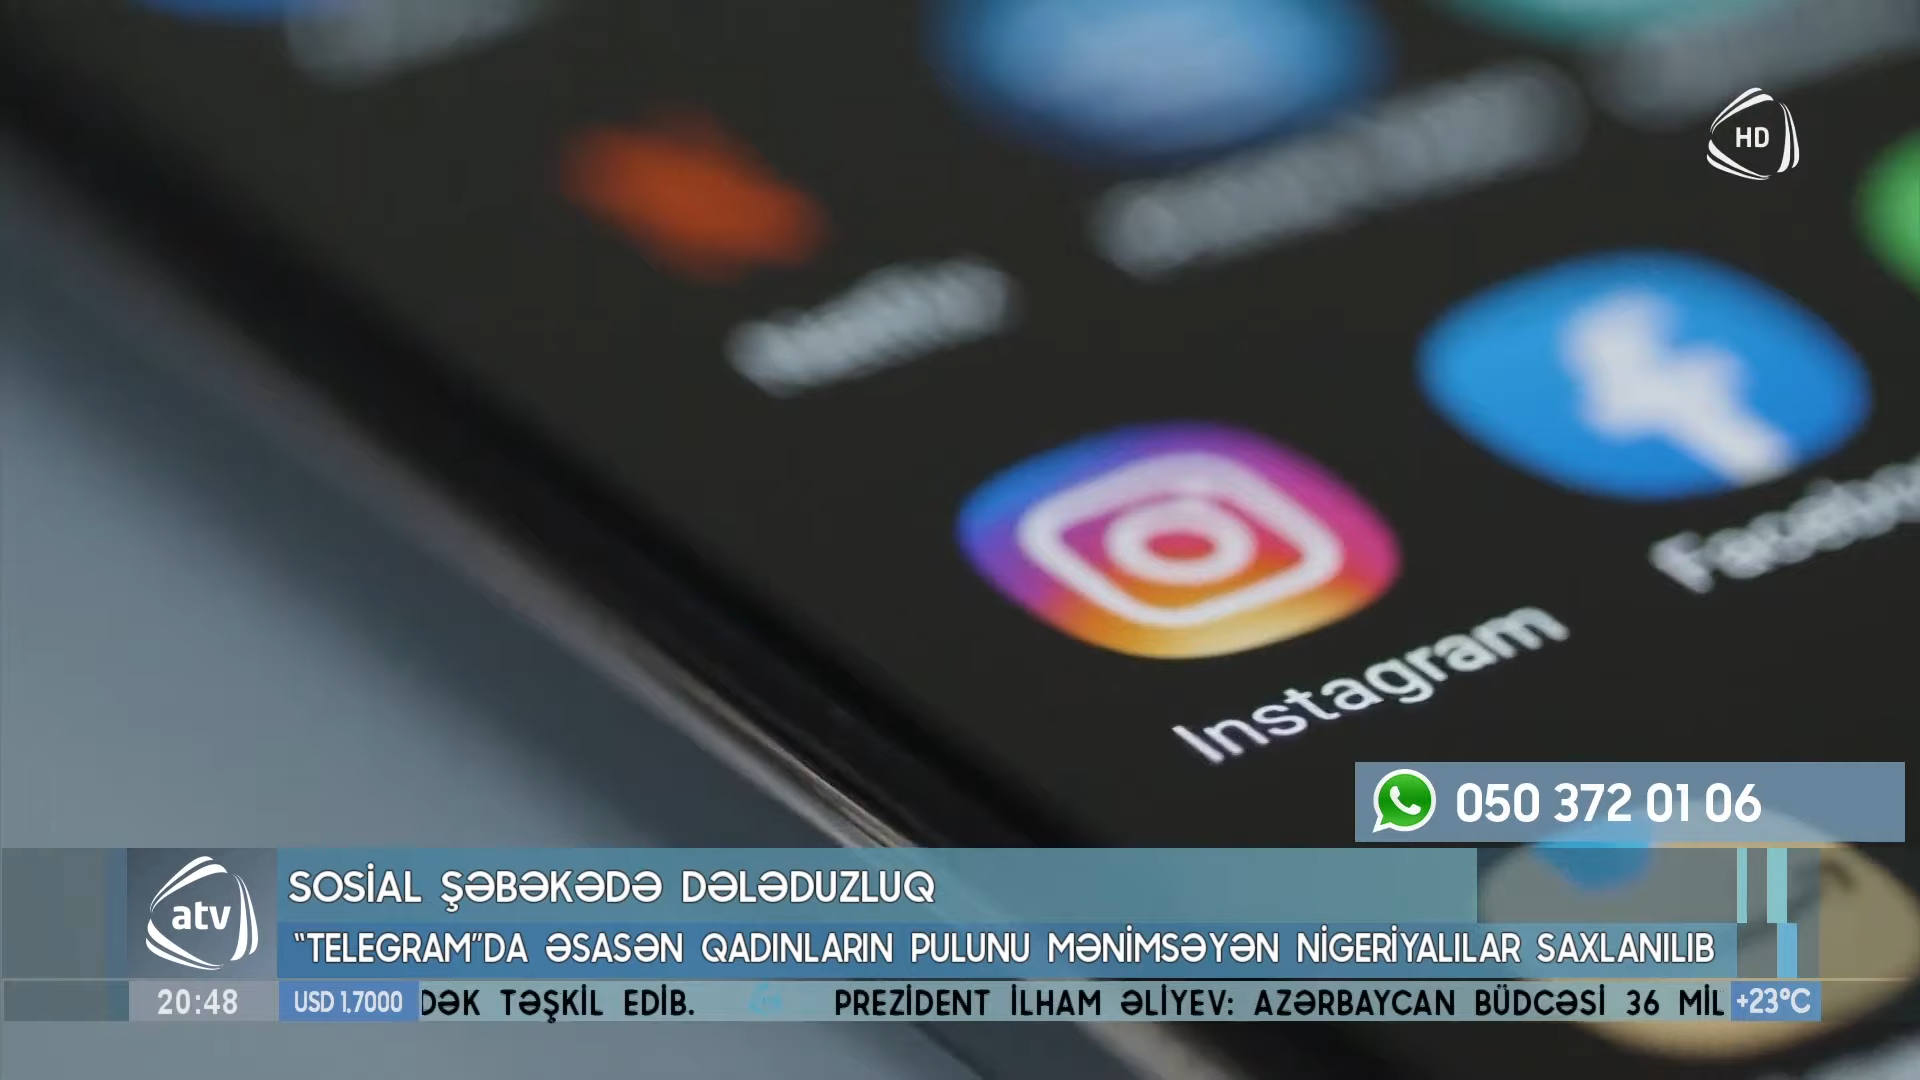 HD
Instagram
050 372 01 06
atv
SOSİAL ŞƏBƏKƏDƏ DƏLƏDUZLUQ
“TELEGRAM”DA ƏSASƏN QADINLARIN PULUNU MƏNİMSƏYƏN NİGERİYALILAR SAXLANILIB
20:48 USD 1,7000 DƏK TƏŞKİL EDİB. PREZİDENT İLHAM ƏLİYEV: AZƏRBAYCAN BÜDCƏSİ 36 MİL +23°C